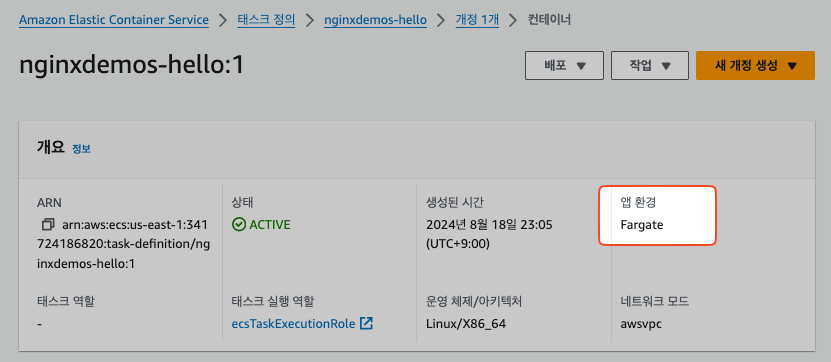 Amazon Elastic Container Service > 태스크 정의 > nginxdemos-hello > 개정 1개 > 컨테이너
nginxdemos-hello:1
배포 ▼ 작업 ▼ 새 개정 생성 ▼
개요 정보
ARN
arn:aws:ecs:us-east-1:341
724186820:task-definition/ng
inxdemos-hello:1
상태
ACTIVE
생성된 시간
2024년 8월 18일 23:05
(UTC+9:00)
앱 환경
Fargate
태스크 역할
-
태스크 실행 역할
ecsTaskExecutionRole
운영 체제/아키텍처
Linux/X86_64
네트워크 모드
awsvpc